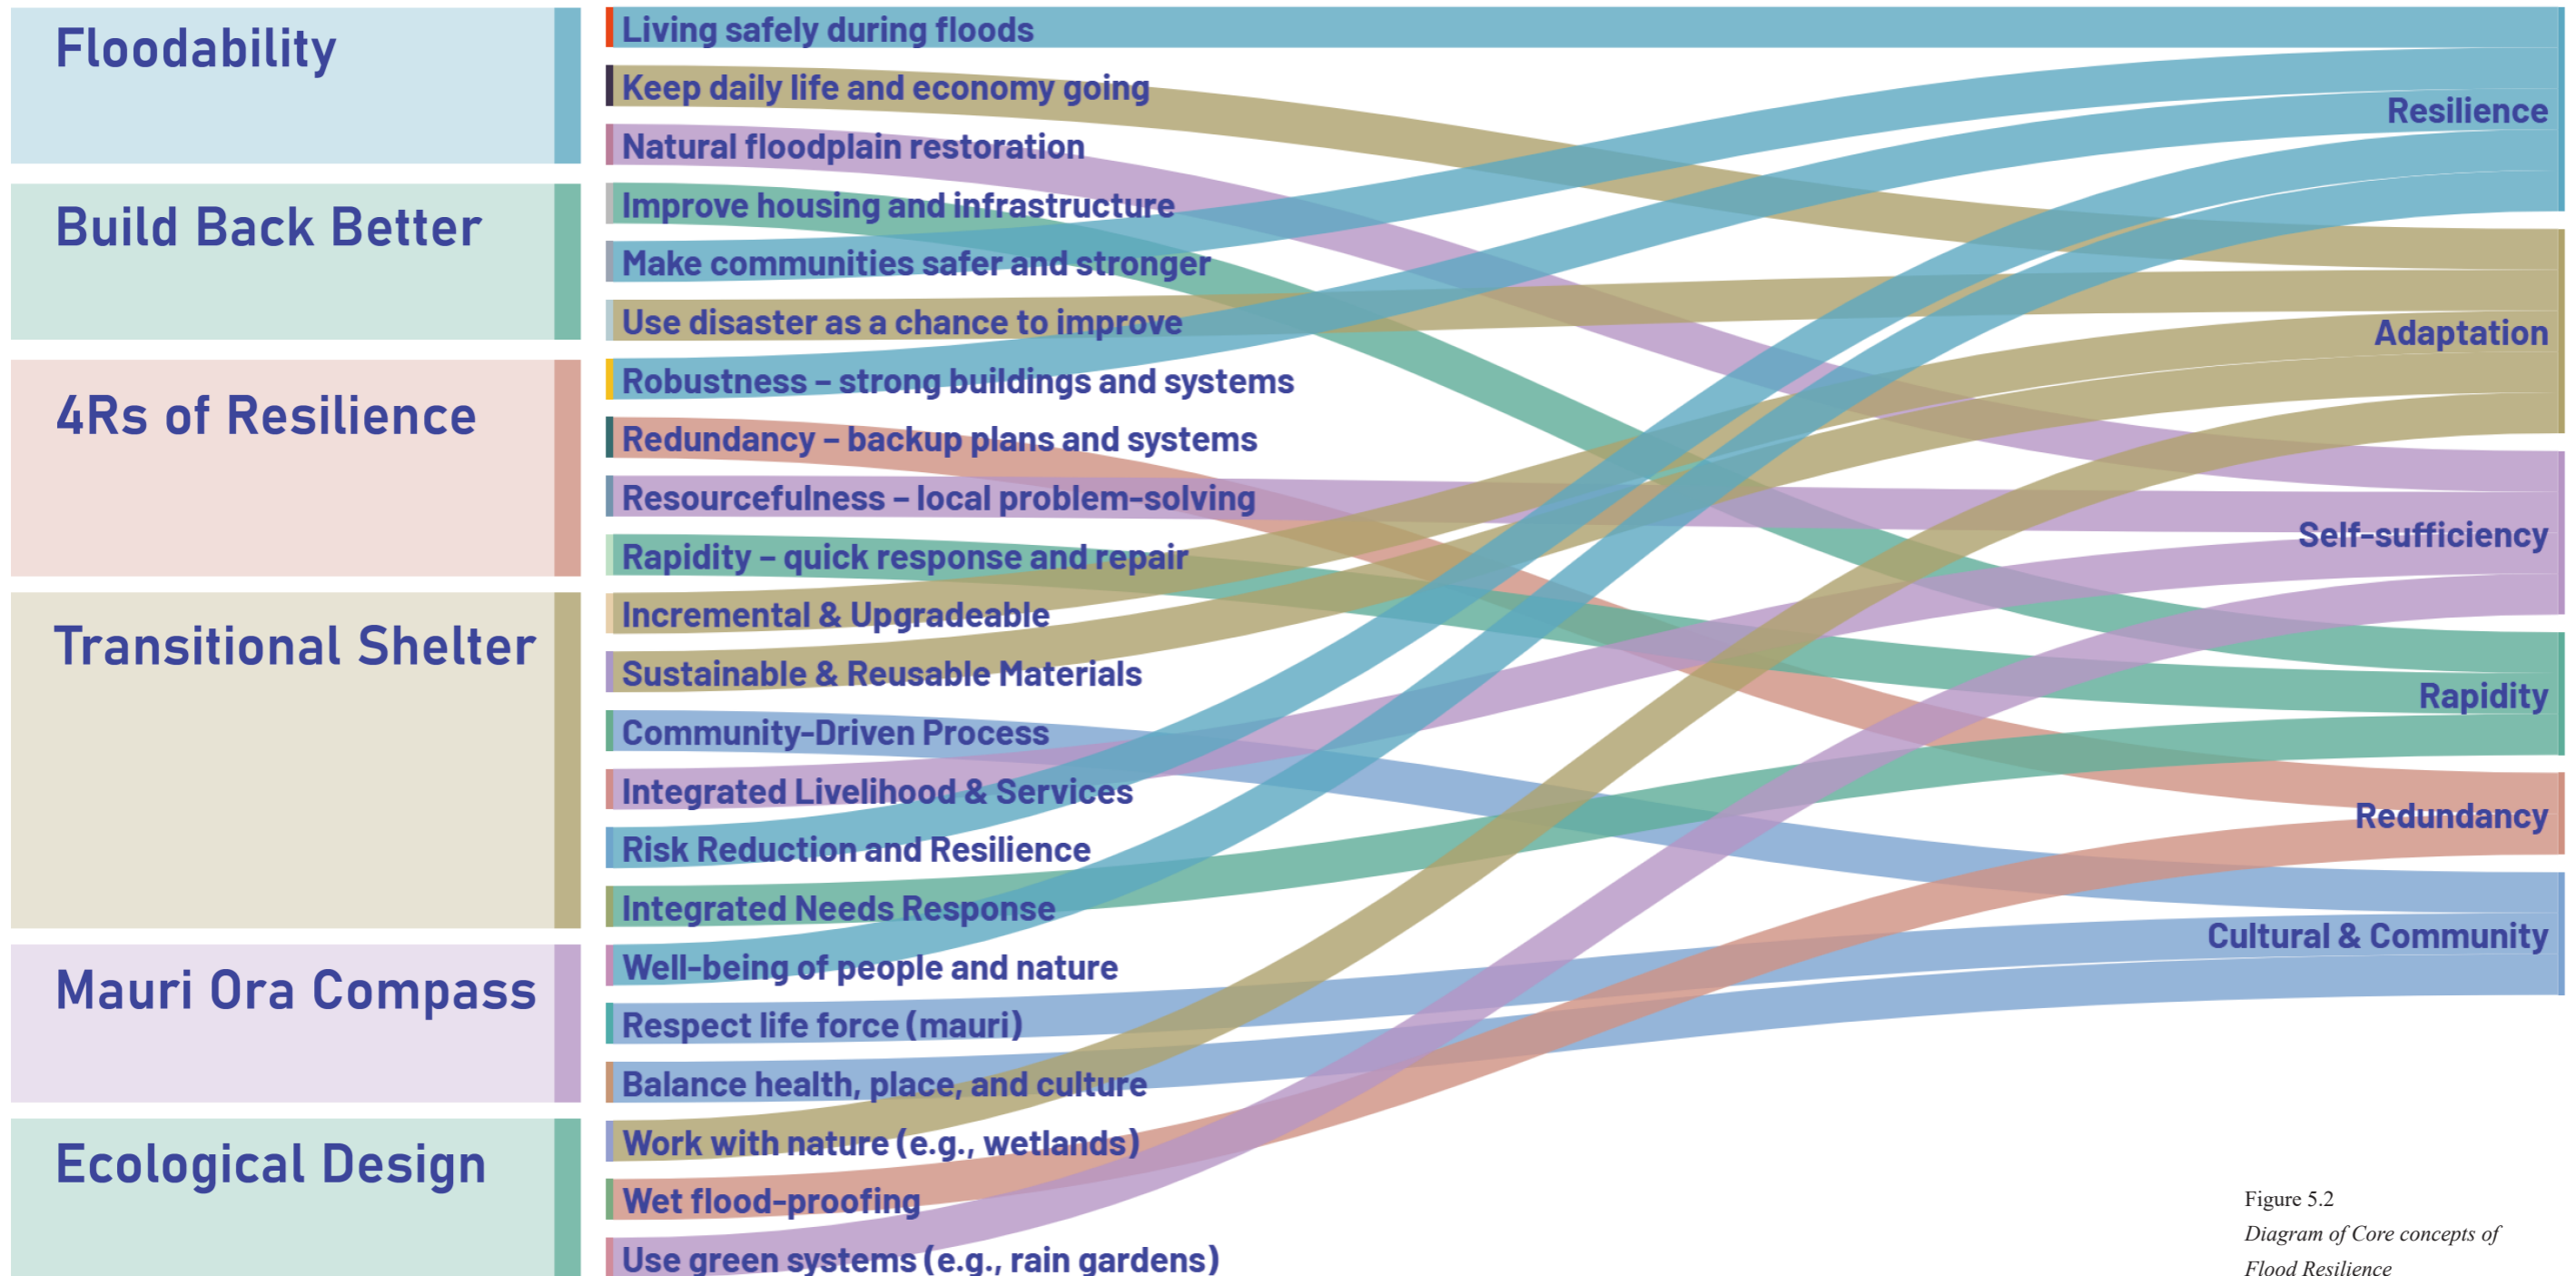 Floodability
Build Back Better
4Rs of Resilience
Transitional Shelter
Mauri Ora Compass
Ecological Design
Living safely during floods
Keep daily life and economy going
Natural floodplain restoration
Improve housing and infrastructure
Make communities safer and stronger
Use disaster as a chance to improve
Robustness – strong buildings and systems
Redundancy – backup plans and systems
Resourcefulness – local problem-solving
Rapidity – quick response and repair
Incremental & Upgradeable
Sustainable & Reusable Materials
Community-Driven Process
Integrated Livelihood & Services
Risk Reduction and Resilience
Integrated Needs Response
Well-being of people and nature
Respect life force (mauri)
Balance health, place, and culture
Work with nature (e.g., wetlands)
Wet flood-proofing
Use green systems (e.g., rain gardens)
Resilience
Adaptation
Self-sufficiency
Rapidity
Redundancy
Cultural & Community
Figure 5.2
Diagram of Core concepts of
Flood Resilience